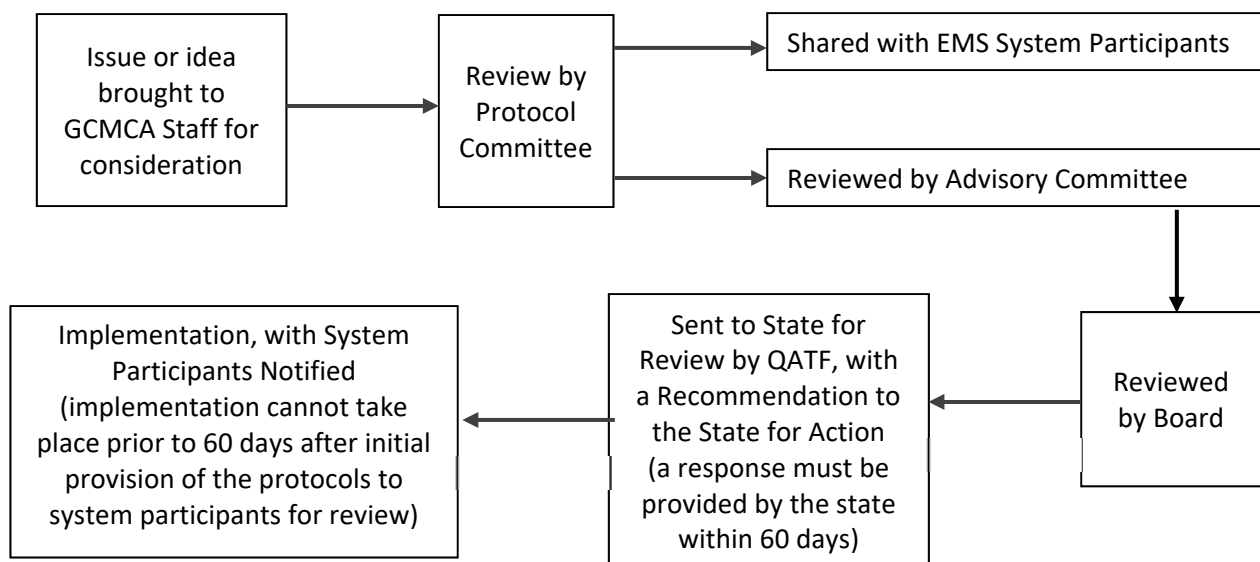 Issue or idea
brought to
GCMCA Staff for
consideration
Review by
Protocol
Committee
Shared with EMS System Participants
Reviewed by Advisory Committee
Reviewed
by Board
Sent to State for
Review by QATF, with
a Recommendation to
the State for Action
(a response must be
provided by the state
within 60 days)
Implementation, with System
Participants Notified
(implementation cannot take
place prior to 60 days after initial
provision of the protocols to
system participants for review)